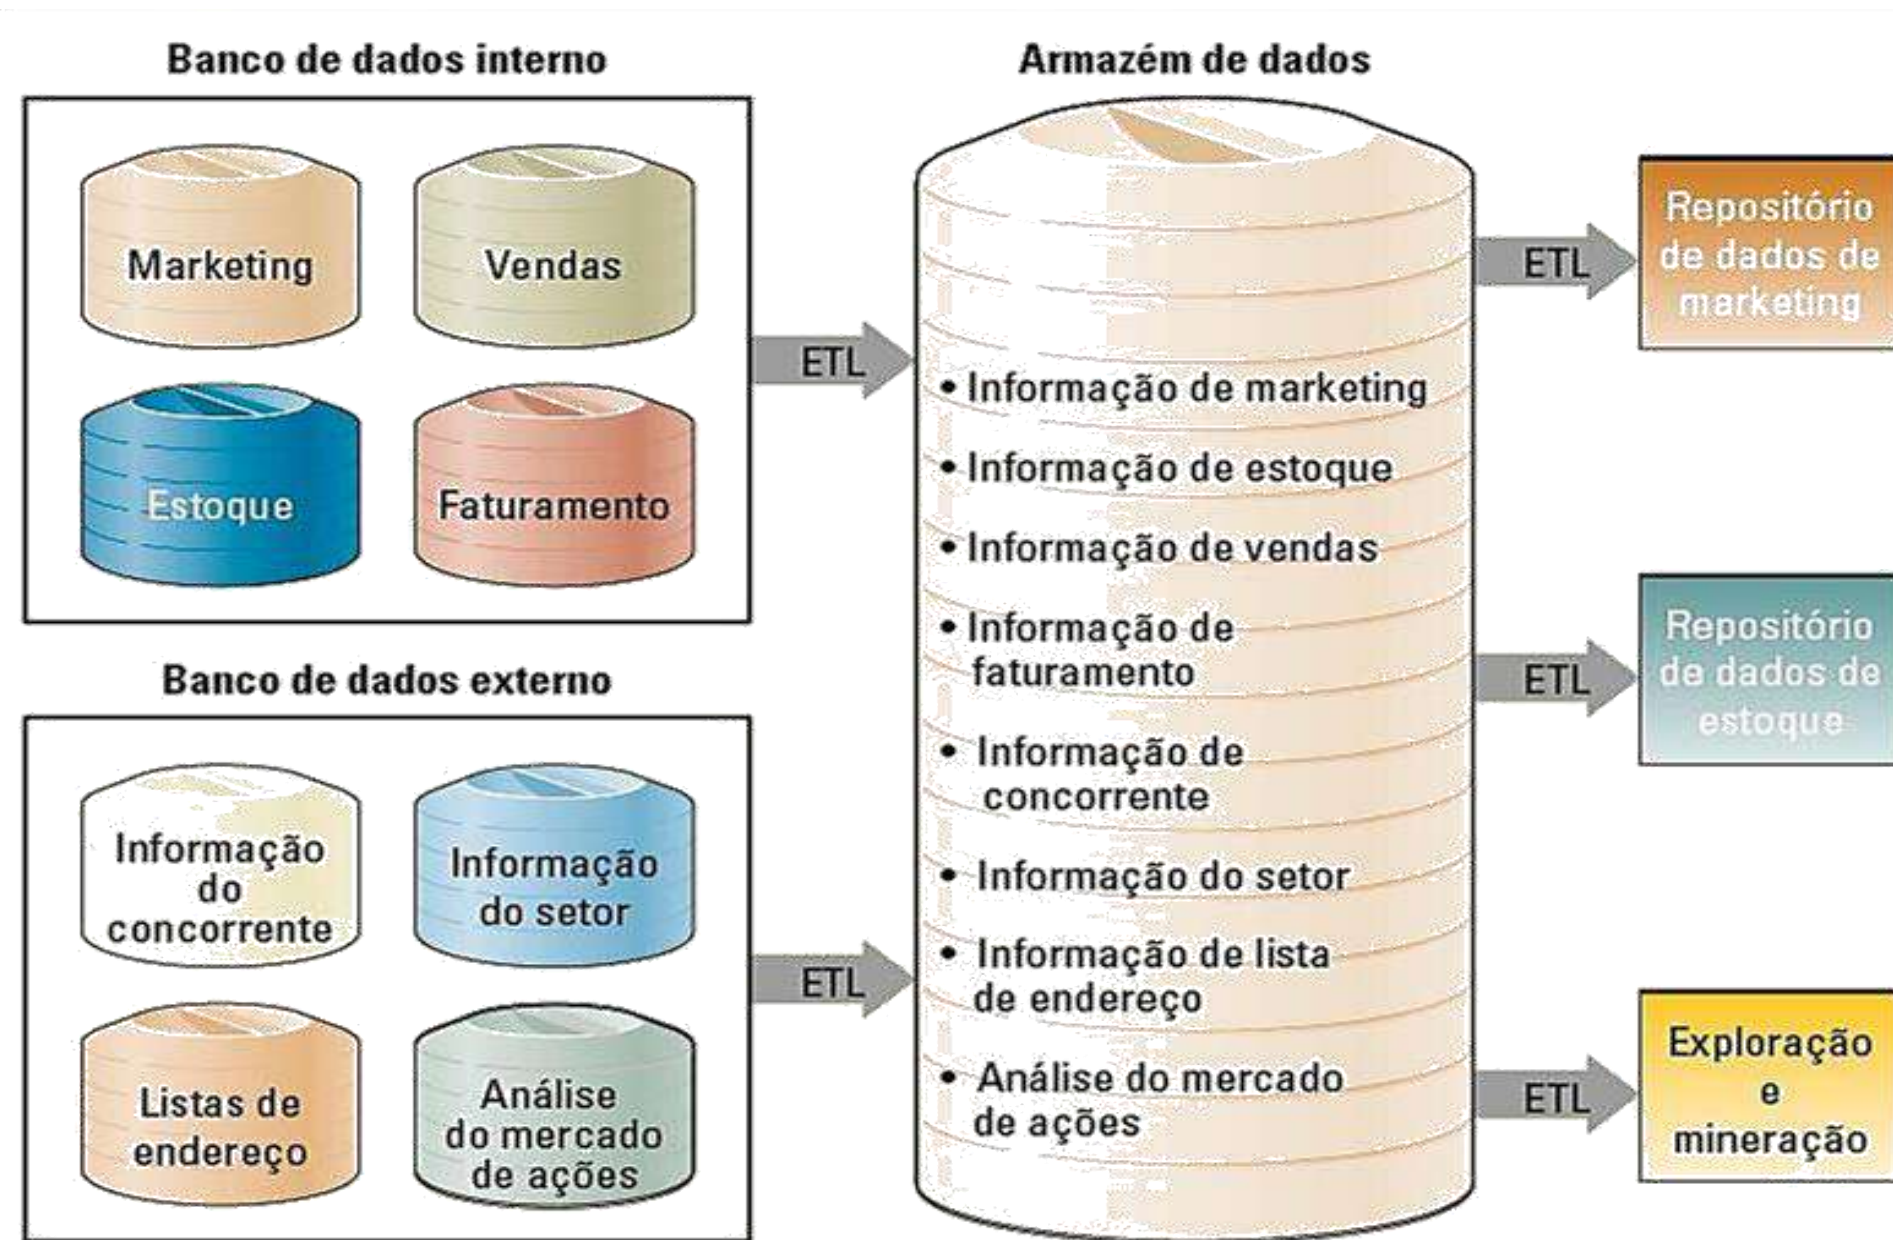 Banco de dados interno
Marketing
Vendas
Estoque
Faturamento
ETL
Banco de dados externo
Informação
do
concorrente
Informação
do setor
Listas de
endereço
Análise
do mercado
de ações
ETL
Armazém de dados
• Informação de marketing
• Informação de estoque
• Informação de vendas
• Informação de
faturamento
• Informação de
concorrente
• Informação do setor
• Informação de lista
de endereço
• Análise do mercado
de ações
ETL
Repositório
de dados de
marketing
ETL
Repositório
de dados de
estoque
ETL
Exploração
e
mineração